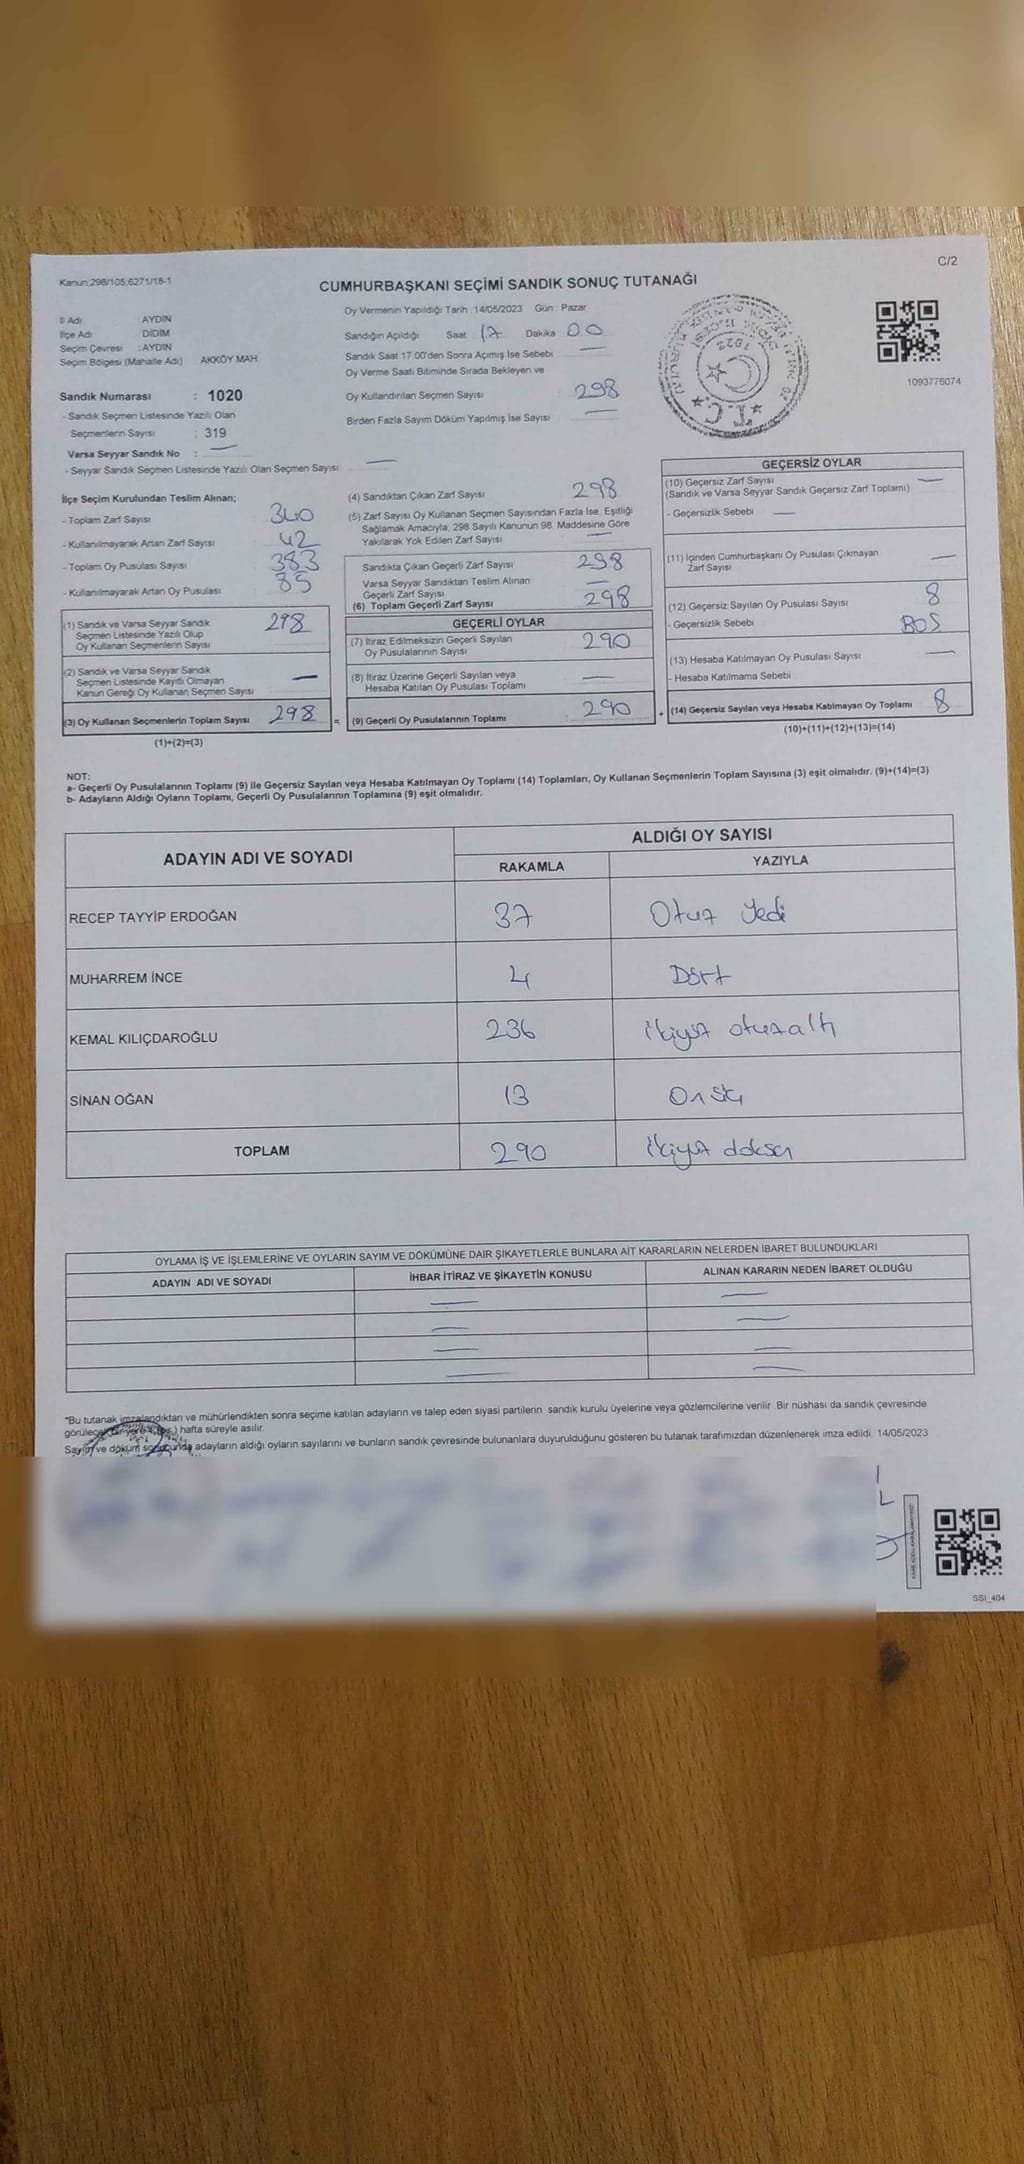 Kanun:298/105;6271/18-1
C/2
CUMHURBAŞKANI SEÇİMİ SANDIK SONUÇ TUTANAĞI
İl Adı : AYDIN
İlçe Adı : DİDİM
Seçim Çevresi : AYDIN
Seçim Bölgesi (Mahalle Adı) : AKKÖY MAH.
Sandık Numarası : 1020
- Sandık Seçmen Listesinde Yazılı Olan
Seçmenlerin Sayısı : 319
Varsa Seyyar Sandık No : —
- Seyyar Sandık Seçmen Listesinde Yazılı Olan Seçmen Sayısı —
Oy Vermenin Yapıldığı Tarih : 14/05/2023 Gün : Pazar
Sandığın Açıldığı Saat 17 Dakika 00
Sandık Saat 17:00'den Sonra Açımış İse Sebebi —
Oy Verme Saati Bitiminde Sırada Bekleyen ve
Oy Kullandırılan Seçmen Sayısı 298
Birden Fazla Sayım Döküm Yapılmış İse Sayısı —
T.C.
1923
1093776074
İlçe Seçim Kurulundan Teslim Alınan;
- Toplam Zarf Sayısı 340
- Kullanılmayarak Artan Zarf Sayısı 42
- Toplam Oy Pusulası Sayısı 383
- Kullanılmayarak Artan Oy Pusulası 85
(1) Sandık ve Varsa Seyyar Sandık
Seçmen Listesinde Yazılı Olup
Oy Kullanan Seçmenlerin Sayısı 298
(2) Sandık ve Varsa Seyyar Sandık
Seçmen Listesinde Kayıtlı Olmayan
Kanun Gereği Oy Kullanan Seçmen Sayısı —
(3) Oy Kullanan Seçmenlerin Toplam Sayısı 298 =
(1)+(2)=(3)
(4) Sandıktan Çıkan Zarf Sayısı 298
(5) Zarf Sayısı Oy Kullanan Seçmen Sayısından Fazla İse, Eşitliği
Sağlamak Amacıyla; 298 Sayılı Kanunun 98. Maddesine Göre
Yakılarak Yok Edilen Zarf Sayısı —
Sandıkta Çıkan Geçerli Zarf Sayısı 298
Varsa Seyyar Sandıktan Teslim Alınan
Geçerli Zarf Sayısı —
(6) Toplam Geçerli Zarf Sayısı 298
GEÇERLİ OYLAR
(7) İtiraz Edilmeksizin Geçerli Sayılan
Oy Pusulalarının Sayısı 290
(8) İtiraz Üzerine Geçerli Sayılan veya
Hesaba Katılan Oy Pusulası Toplamı —
(9) Geçerli Oy Pusulalarının Toplamı : 290 +
GEÇERSİZ OYLAR
(10) Geçersiz Zarf Sayısı —
(Sandık ve Varsa Seyyar Sandık Geçersiz Zarf Toplamı)
- Geçersizlik Sebebi —
(11) İçinden Cumhurbaşkanı Oy Pusulası Çıkmayan
Zarf Sayısı —
(12) Geçersiz Sayılan Oy Pusulası Sayısı 8
- Geçersizlik Sebebi BOŞ
(13) Hesaba Katılmayan Oy Pusulası Sayısı —
- Hesaba Katılmama Sebebi
(14) Geçersiz Sayılan veya Hesaba Katılmayan Oy Toplamı 8
(10)+(11)+(12)+(13)=(14)
NOT:
a- Geçerli Oy Pusulalarının Toplamı (9) ile Geçersiz Sayılan veya Hesaba Katılmayan Oy Toplamı (14) Toplamları, Oy Kullanan Seçmenlerin Toplam Sayısına (3) eşit olmalıdır. (9)+(14)=(3)
b- Adayların Aldığı Oyların Toplamı, Geçerli Oy Pusulalarının Toplamına (9) eşit olmalıdır.
ADAYIN ADI VE SOYADI
ALDIĞI OY SAYISI
RAKAMLA YAZIYLA
RECEP TAYYİP ERDOĞAN 37 Otuz Yedi
MUHARREM İNCE 4 Dört
KEMAL KILIÇDAROĞLU 236 ikiyüz otuzaltı
SİNAN OĞAN 13 Onüç
TOPLAM 290 ikiyüz doksan
OYLAMA İŞ VE İŞLEMLERİNE VE OYLARIN SAYIM VE DÖKÜMÜNE DAİR ŞİKAYETLERLE BUNLARA AİT KARARLARIN NELERDEN İBARET BULUNDUKLARI
ADAYIN ADI VE SOYADI İHBAR İTİRAZ VE ŞİKAYETİN KONUSU ALINAN KARARIN NEDEN İBARET OLDUĞU
— —
— —
— —
— —
*Bu tutanak imzalandıktan ve mühürlendikten sonra seçime katılan adayların ve talep eden siyasi partilerin sandık kurulu üyelerine veya gözlemcilerine verilir. Bir nüshası da sandık çevresinde
görülecek bir yere hafta süreyle asılır.
Sayım ve döküm sonucunda adayların aldığı oyların sayılarını ve bunların sandık çevresinde bulunanlara duyurulduğunu gösteren bu tutanak tarafımızdan düzenlenerek imza edildi. 14/05/2023
SSI_404